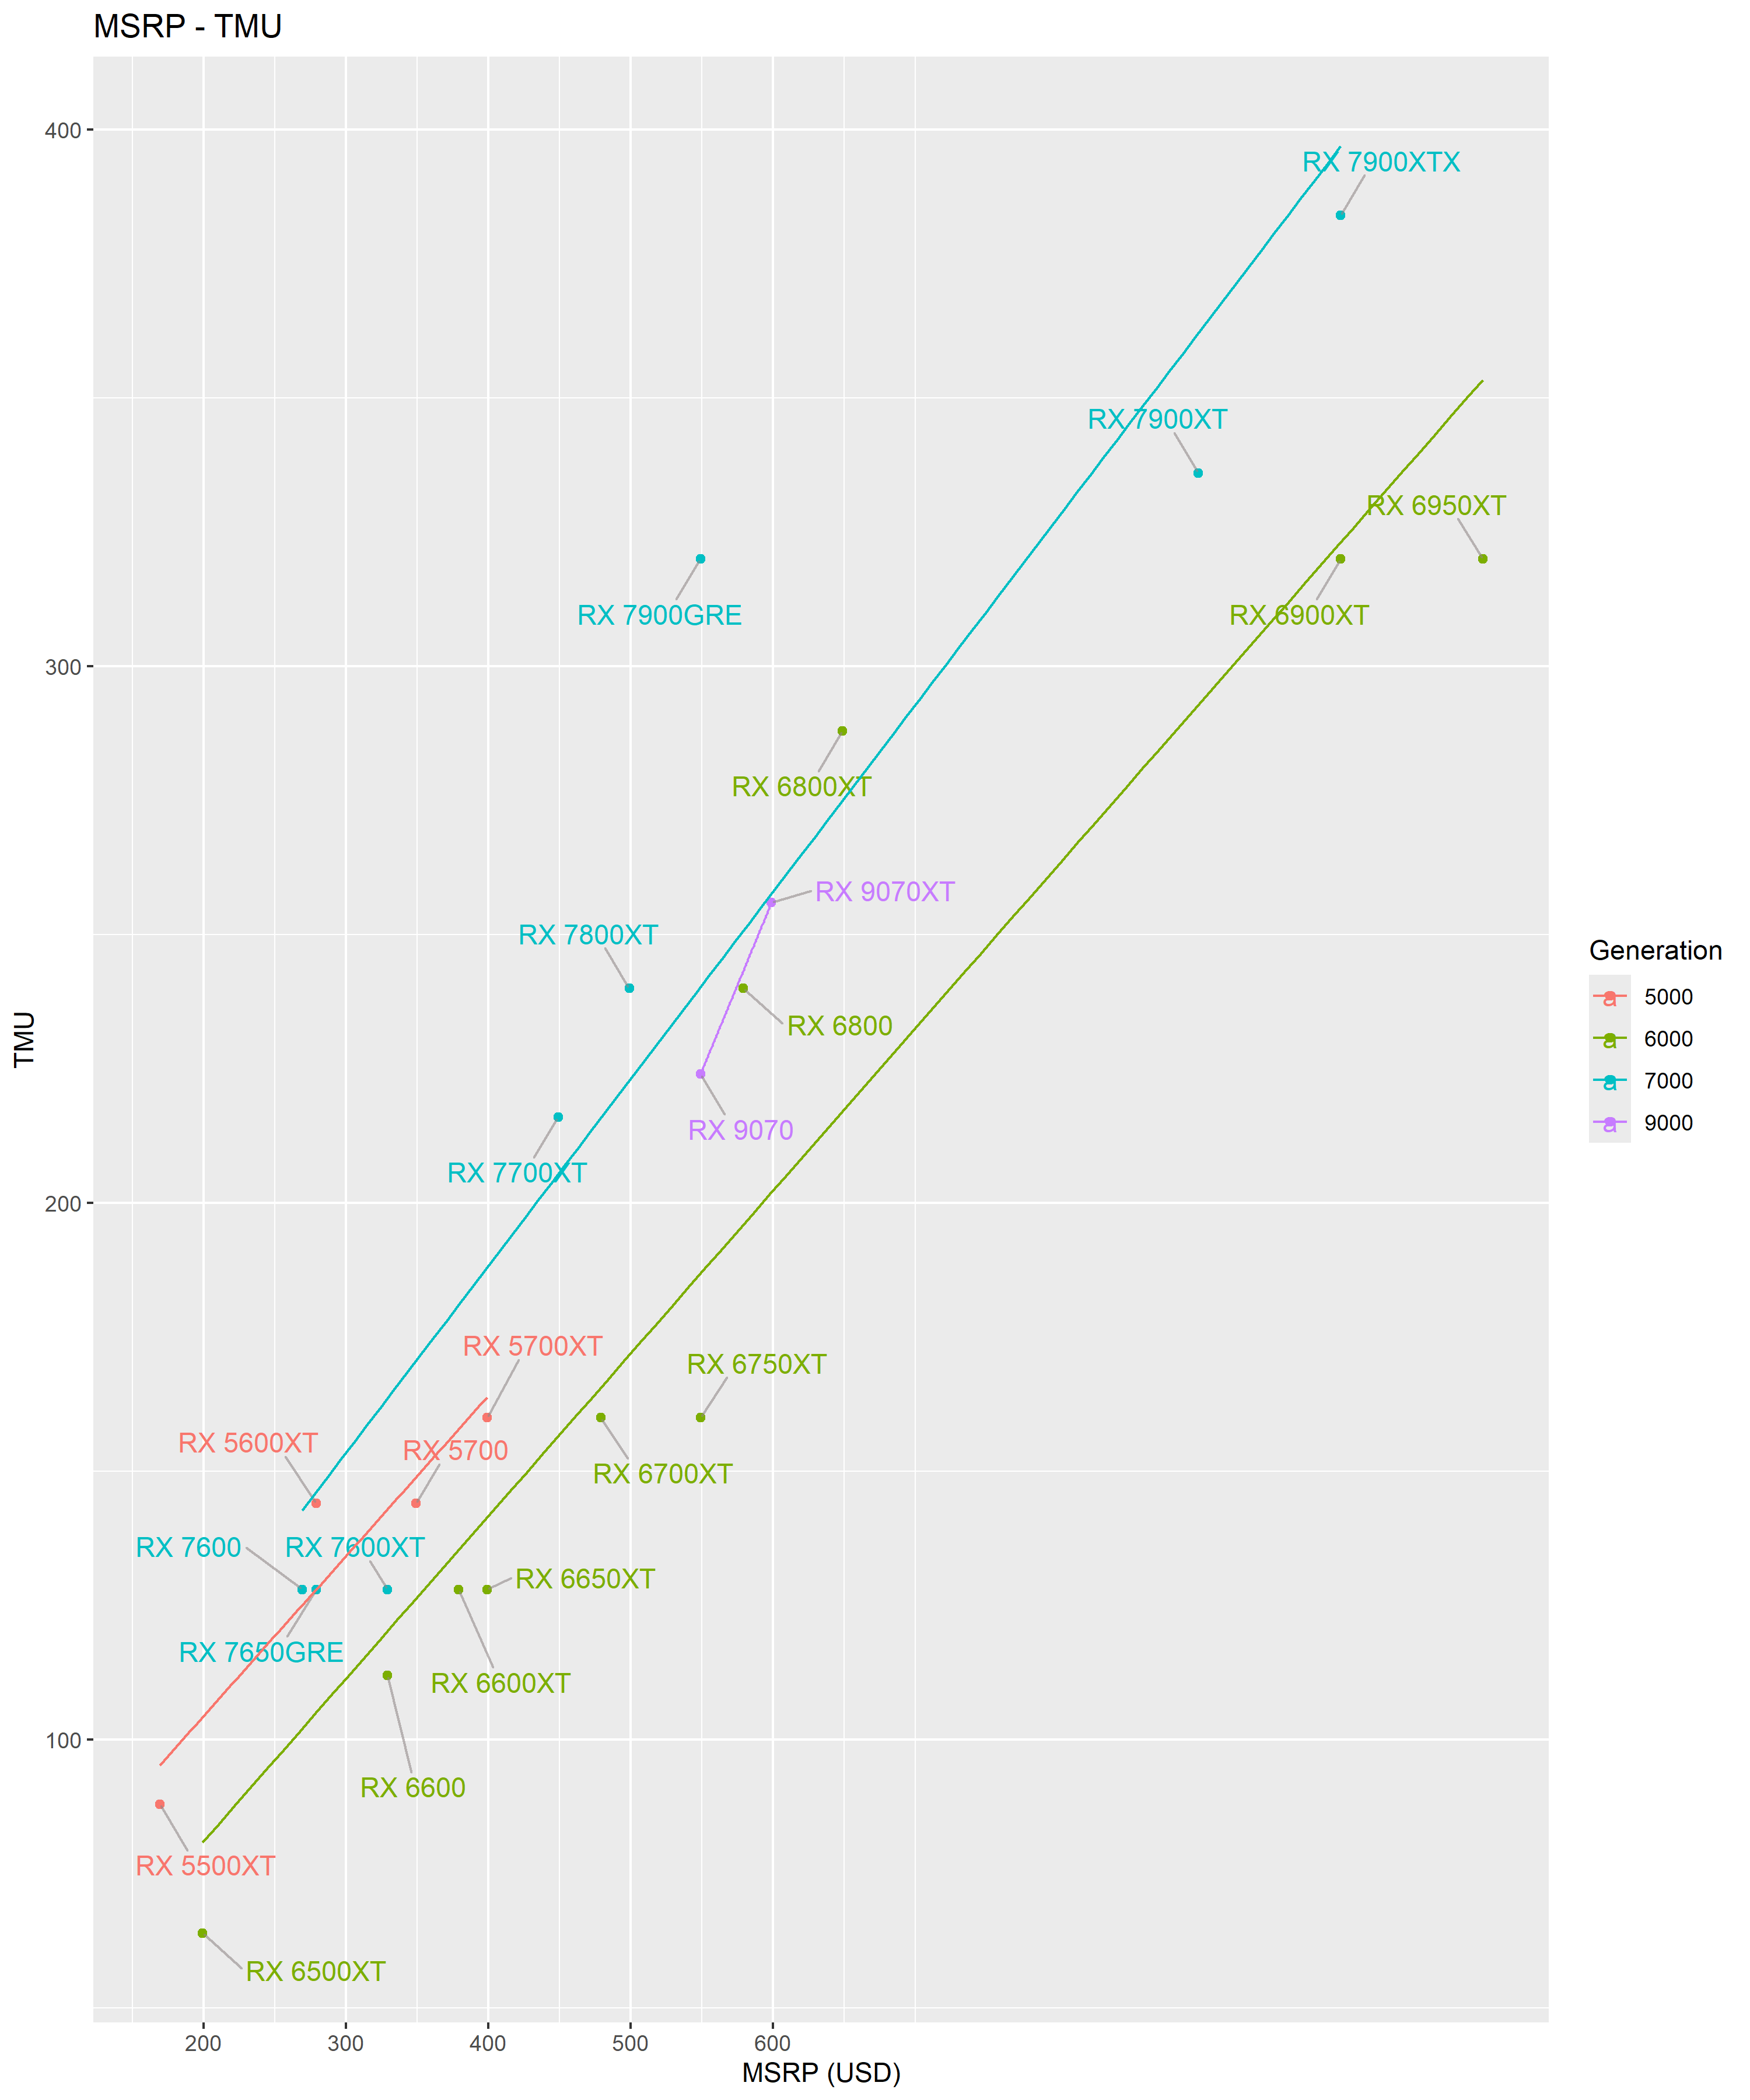 MSRP - TMU
400
RX 7900XTX
RX 7900XT
RX 6950XT
RX 7900GRE
RX 6900XT
300
RX 6800XT
RX 9070XT
RX 7800XT
Generation
5000
6000
7000
9000
TMU
RX 6800
RX 9070
RX 7700XT
200
RX 5700XT
RX 6750XT
RX 5600XT
RX 5700
RX 6700XT
RX 7600
RX 7600XT
RX 6650XT
RX 7650GRE
RX 6600XT
100
RX 6600
RX 5500XT
RX 6500XT
200 300 400 500 600
MSRP (USD)